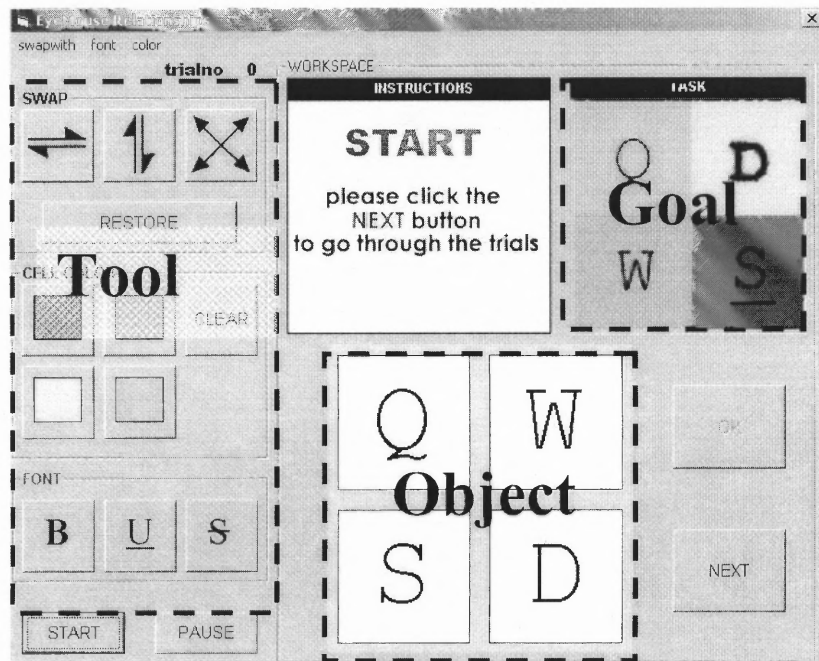 swapwith font color
trialno 0
SWAP
RESTORE
Tool
CLEAR
FONT
B U S
START PAUSE
WORKSPACE
INSTRUCTIONS
START
please click the
NEXT button
to go through the trials
TASK
Q D
Goal
W S
Q W
Object
S D
OK
NEXT